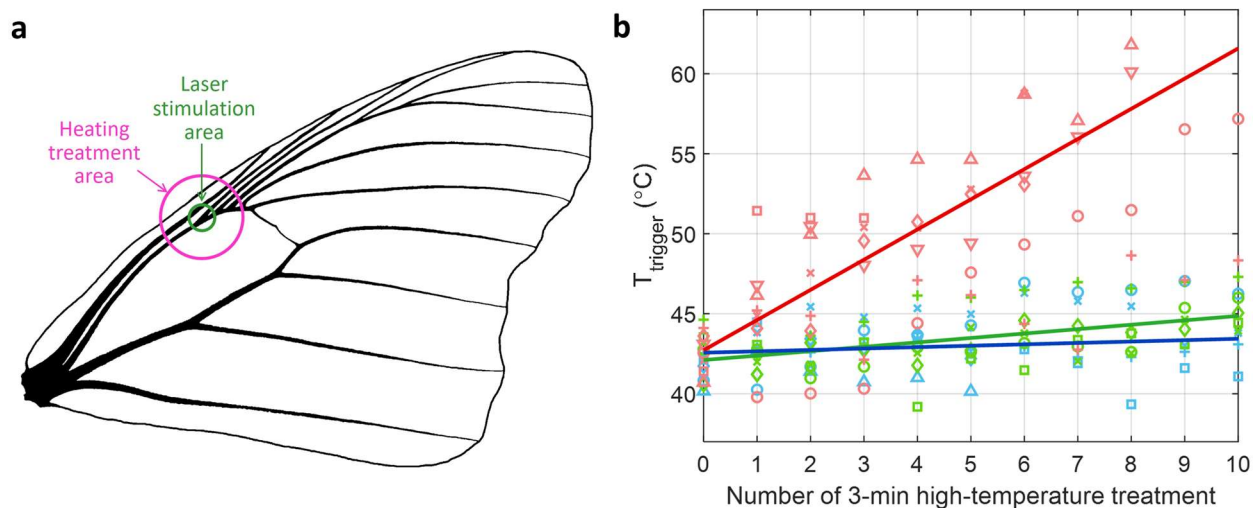 a
Laser
stimulation
area
Heating
treatment
area
b
T_trigger (°C)
60
55
50
45
40
0 1 2 3 4 5 6 7 8 9 10
Number of 3-min high-temperature treatment